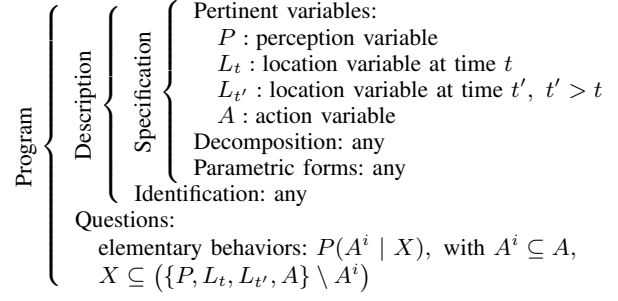 Program
Description
Specification
Pertinent variables:
P : perception variable
L_t : location variable at time t
L_{t'} : location variable at time t', t' > t
A : action variable
Decomposition: any
Parametric forms: any
Identification: any
Questions:
elementary behaviors: P(A^i | X), with A^i ⊆ A,
X ⊆ ({P, L_t, L_{t'}, A} \ A^i)